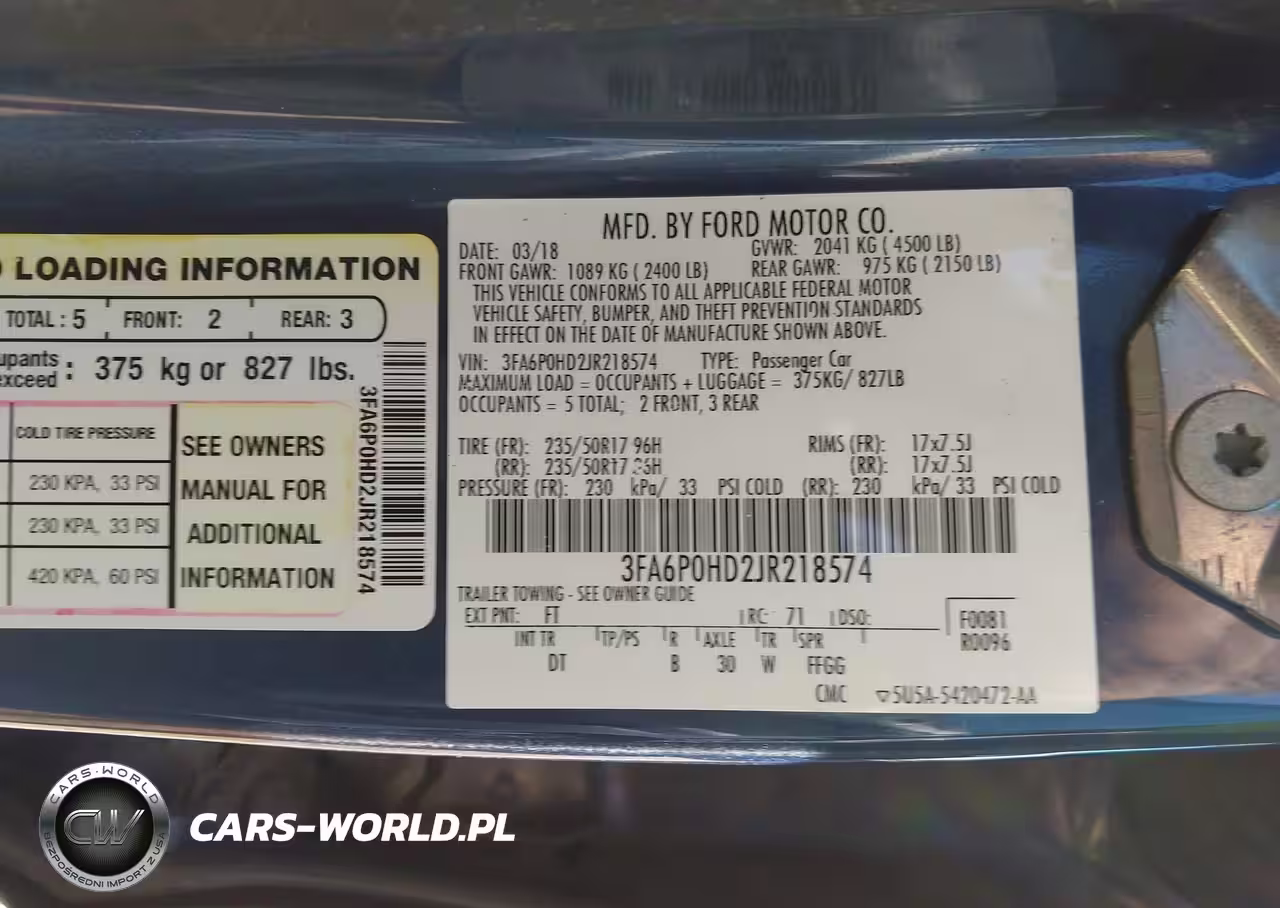 LOADING INFORMATION
TOTAL : 5 FRONT: 2 REAR: 3
upants
exceed : 375 kg or 827 lbs.
COLD TIRE PRESSURE
230 KPA, 33 PSI
230 KPA, 33 PSI
420 KPA, 60 PSI
SEE OWNERS
MANUAL FOR
ADDITIONAL
INFORMATION
3FA6P0HD2JR218574
MFD. BY FORD MOTOR CO.
DATE: 03/18 GVWR: 2041 KG ( 4500 LB)
FRONT GAWR: 1089 KG ( 2400 LB) REAR GAWR: 975 KG ( 2150 LB)
THIS VEHICLE CONFORMS TO ALL APPLICABLE FEDERAL MOTOR
VEHICLE SAFETY, BUMPER, AND THEFT PREVENTION STANDARDS
IN EFFECT ON THE DATE OF MANUFACTURE SHOWN ABOVE.
VIN: 3FA6P0HD2JR218574 TYPE: Passenger Car
MAXIMUM LOAD = OCCUPANTS + LUGGAGE = 375KG/ 827LB
OCCUPANTS = 5 TOTAL; 2 FRONT, 3 REAR
TIRE (FR): 235/50R17 96H RIMS (FR): 17x7.5J
(RR): 235/50R17 (RR): 17x7.5J
PRESSURE (FR): 230 kPa/ 33 PSI COLD (RR): 230 kPa/ 33 PSI COLD
3FA6P0HD2JR218574
TRAILER TOWING - SEE OWNER GUIDE
EXT PNT: FT RC: 71 DSO: F0081
R0096
INT TR TP/PS R AXLE TR SPR
DT B 30 W FFGG
CMC 5U5A-5420472-AA
CARS-WORLD
CW
BEZPOŚREDNI IMPORT Z USA
CARS-WORLD.PL